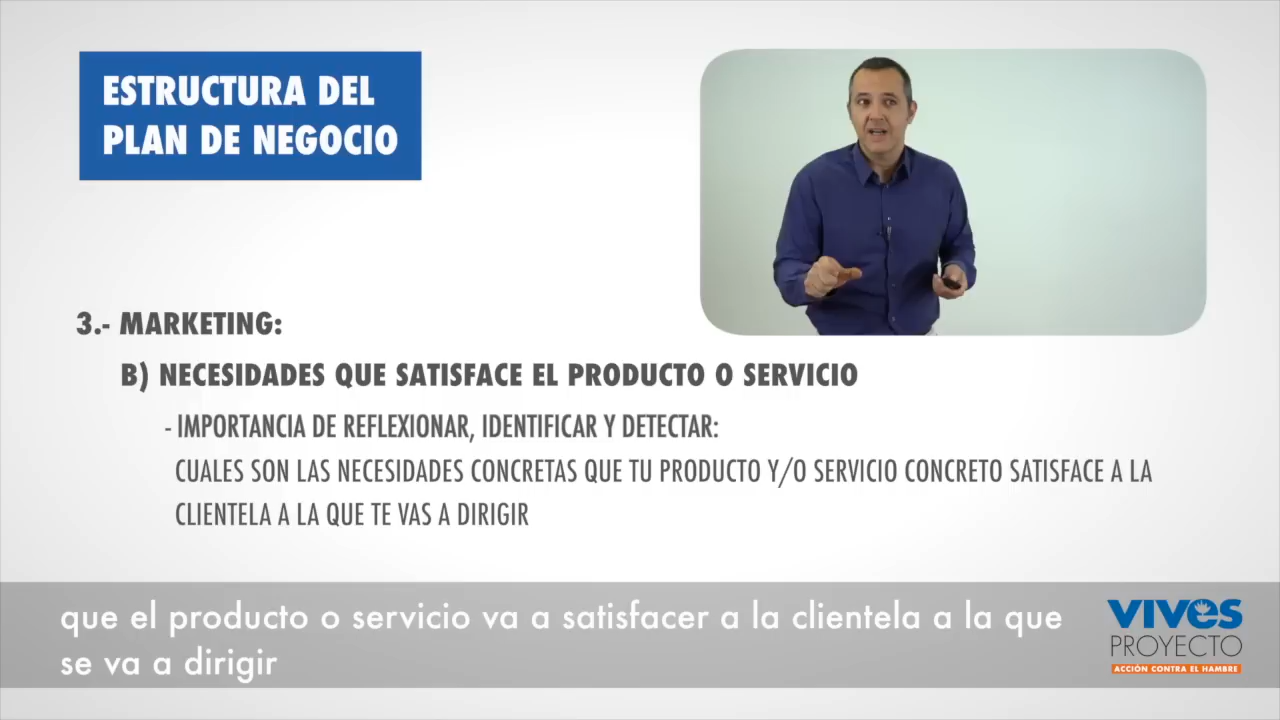 ESTRUCTURA DEL
PLAN DE NEGOCIO
3.- MARKETING:
B) NECESIDADES QUE SATISFACE EL PRODUCTO O SERVICIO
- IMPORTANCIA DE REFLEXIONAR, IDENTIFICAR Y DETECTAR:
CUALES SON LAS NECESIDADES CONCRETAS QUE TU PRODUCTO Y/O SERVICIO CONCRETO SATISFACE A LA
CLIENTELA A LA QUE TE VAS A DIRIGIR
que el producto o servicio va a satisfacer a la clientela a la que
se va a dirigir
VIVES
PROYECTO
ACCIÓN CONTRA EL HAMBRE